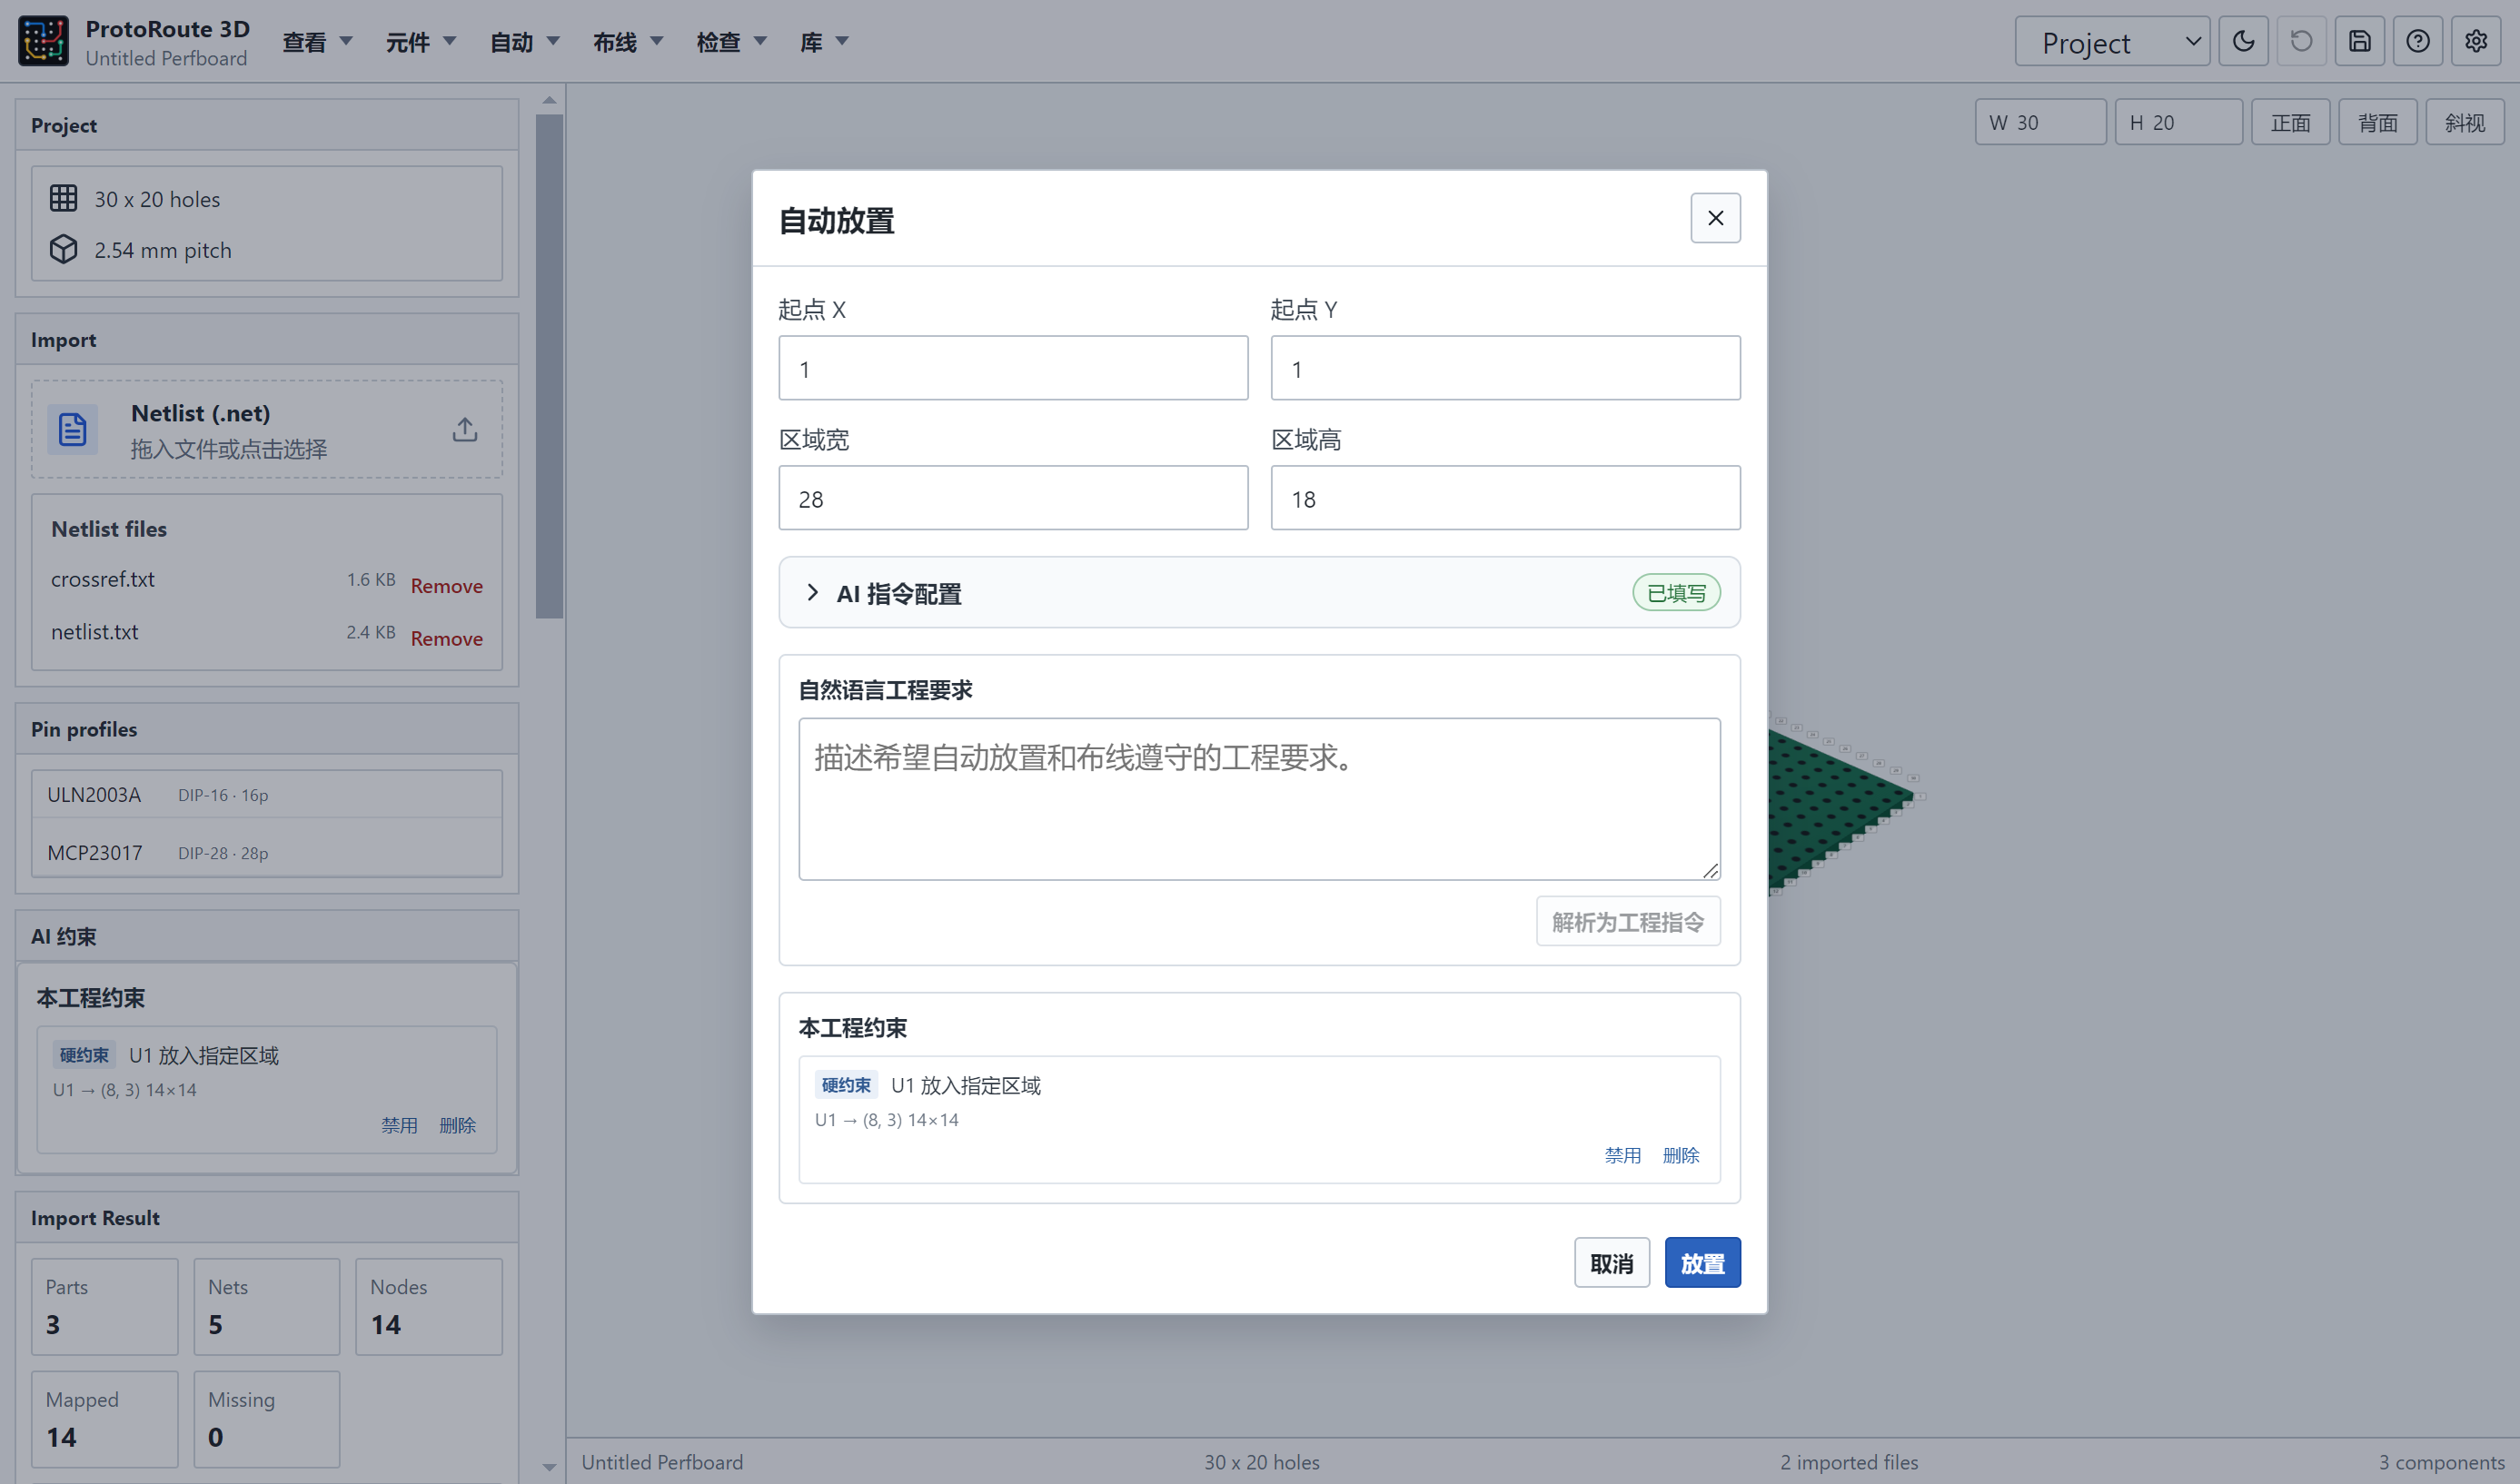 ProtoRoute 3D
Untitled Perfboard
查看
元件
自动
布线
检查
库
Project
W 30
H 20
正面
背面
斜视
Project
30 x 20 holes
2.54 mm pitch
Import
Netlist (.net)
拖入文件或点击选择
Netlist files
crossref.txt 1.6 KB Remove
netlist.txt 2.4 KB Remove
Pin profiles
ULN2003A DIP-16 · 16p
MCP23017 DIP-28 · 28p
AI 约束
本工程约束
硬约束 U1 放入指定区域
U1 → (8, 3) 14×14
禁用 删除
Import Result
Parts
3
Nets
5
Nodes
14
Mapped
14
Missing
0
自动放置
起点 X
1
起点 Y
1
区域宽
28
区域高
18
AI 指令配置
已填写
自然语言工程要求
描述希望自动放置和布线遵守的工程要求。
解析为工程指令
本工程约束
硬约束 U1 放入指定区域
U1 → (8, 3) 14×14
禁用 删除
取消
放置
Untitled Perfboard
30 x 20 holes
2 imported files
3 components